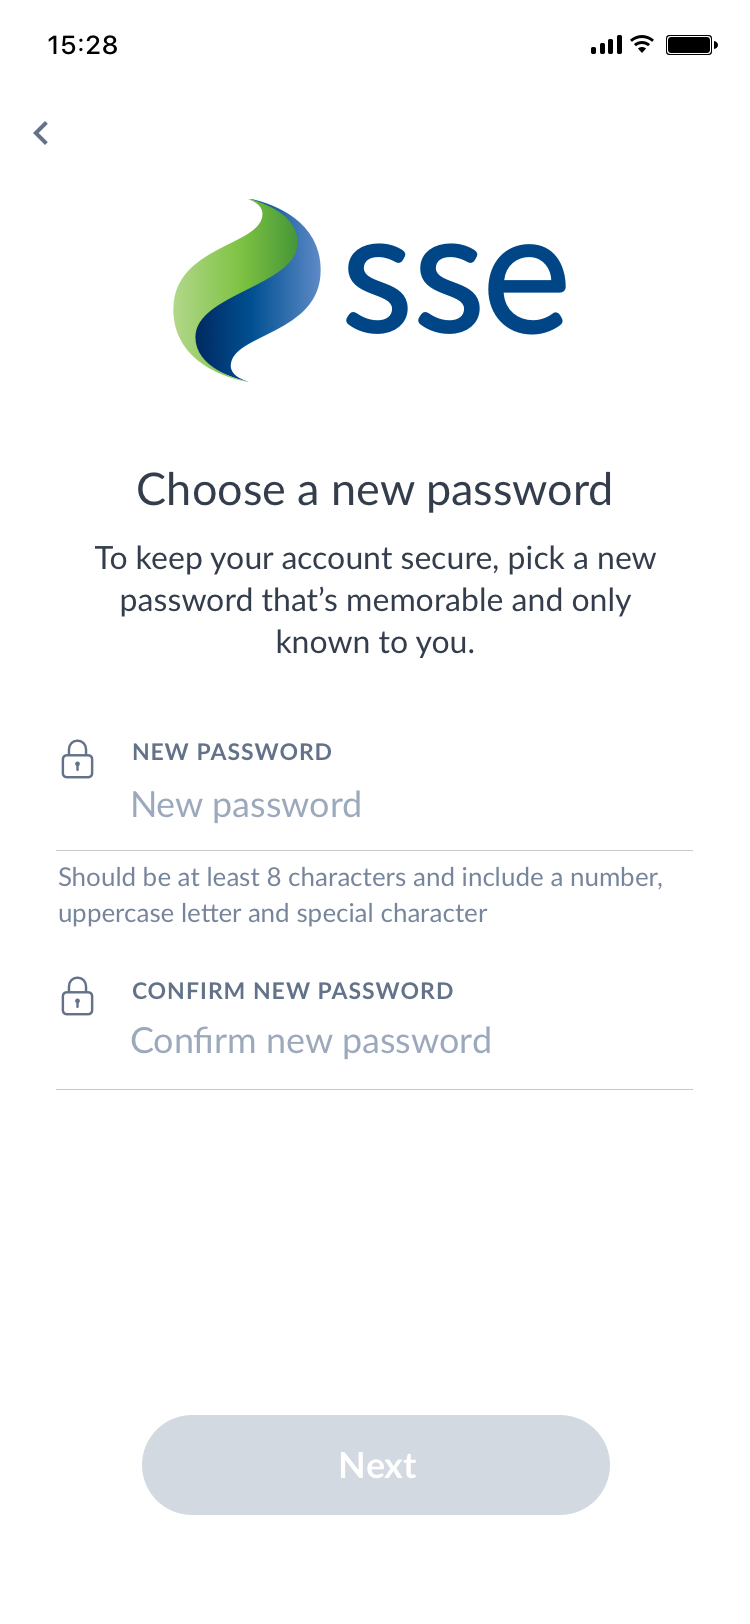 15:28
sse
Choose a new password
To keep your account secure, pick a new
password that’s memorable and only
known to you.
NEW PASSWORD
New password
Should be at least 8 characters and include a number,
uppercase letter and special character
CONFIRM NEW PASSWORD
Confirm new password
Next